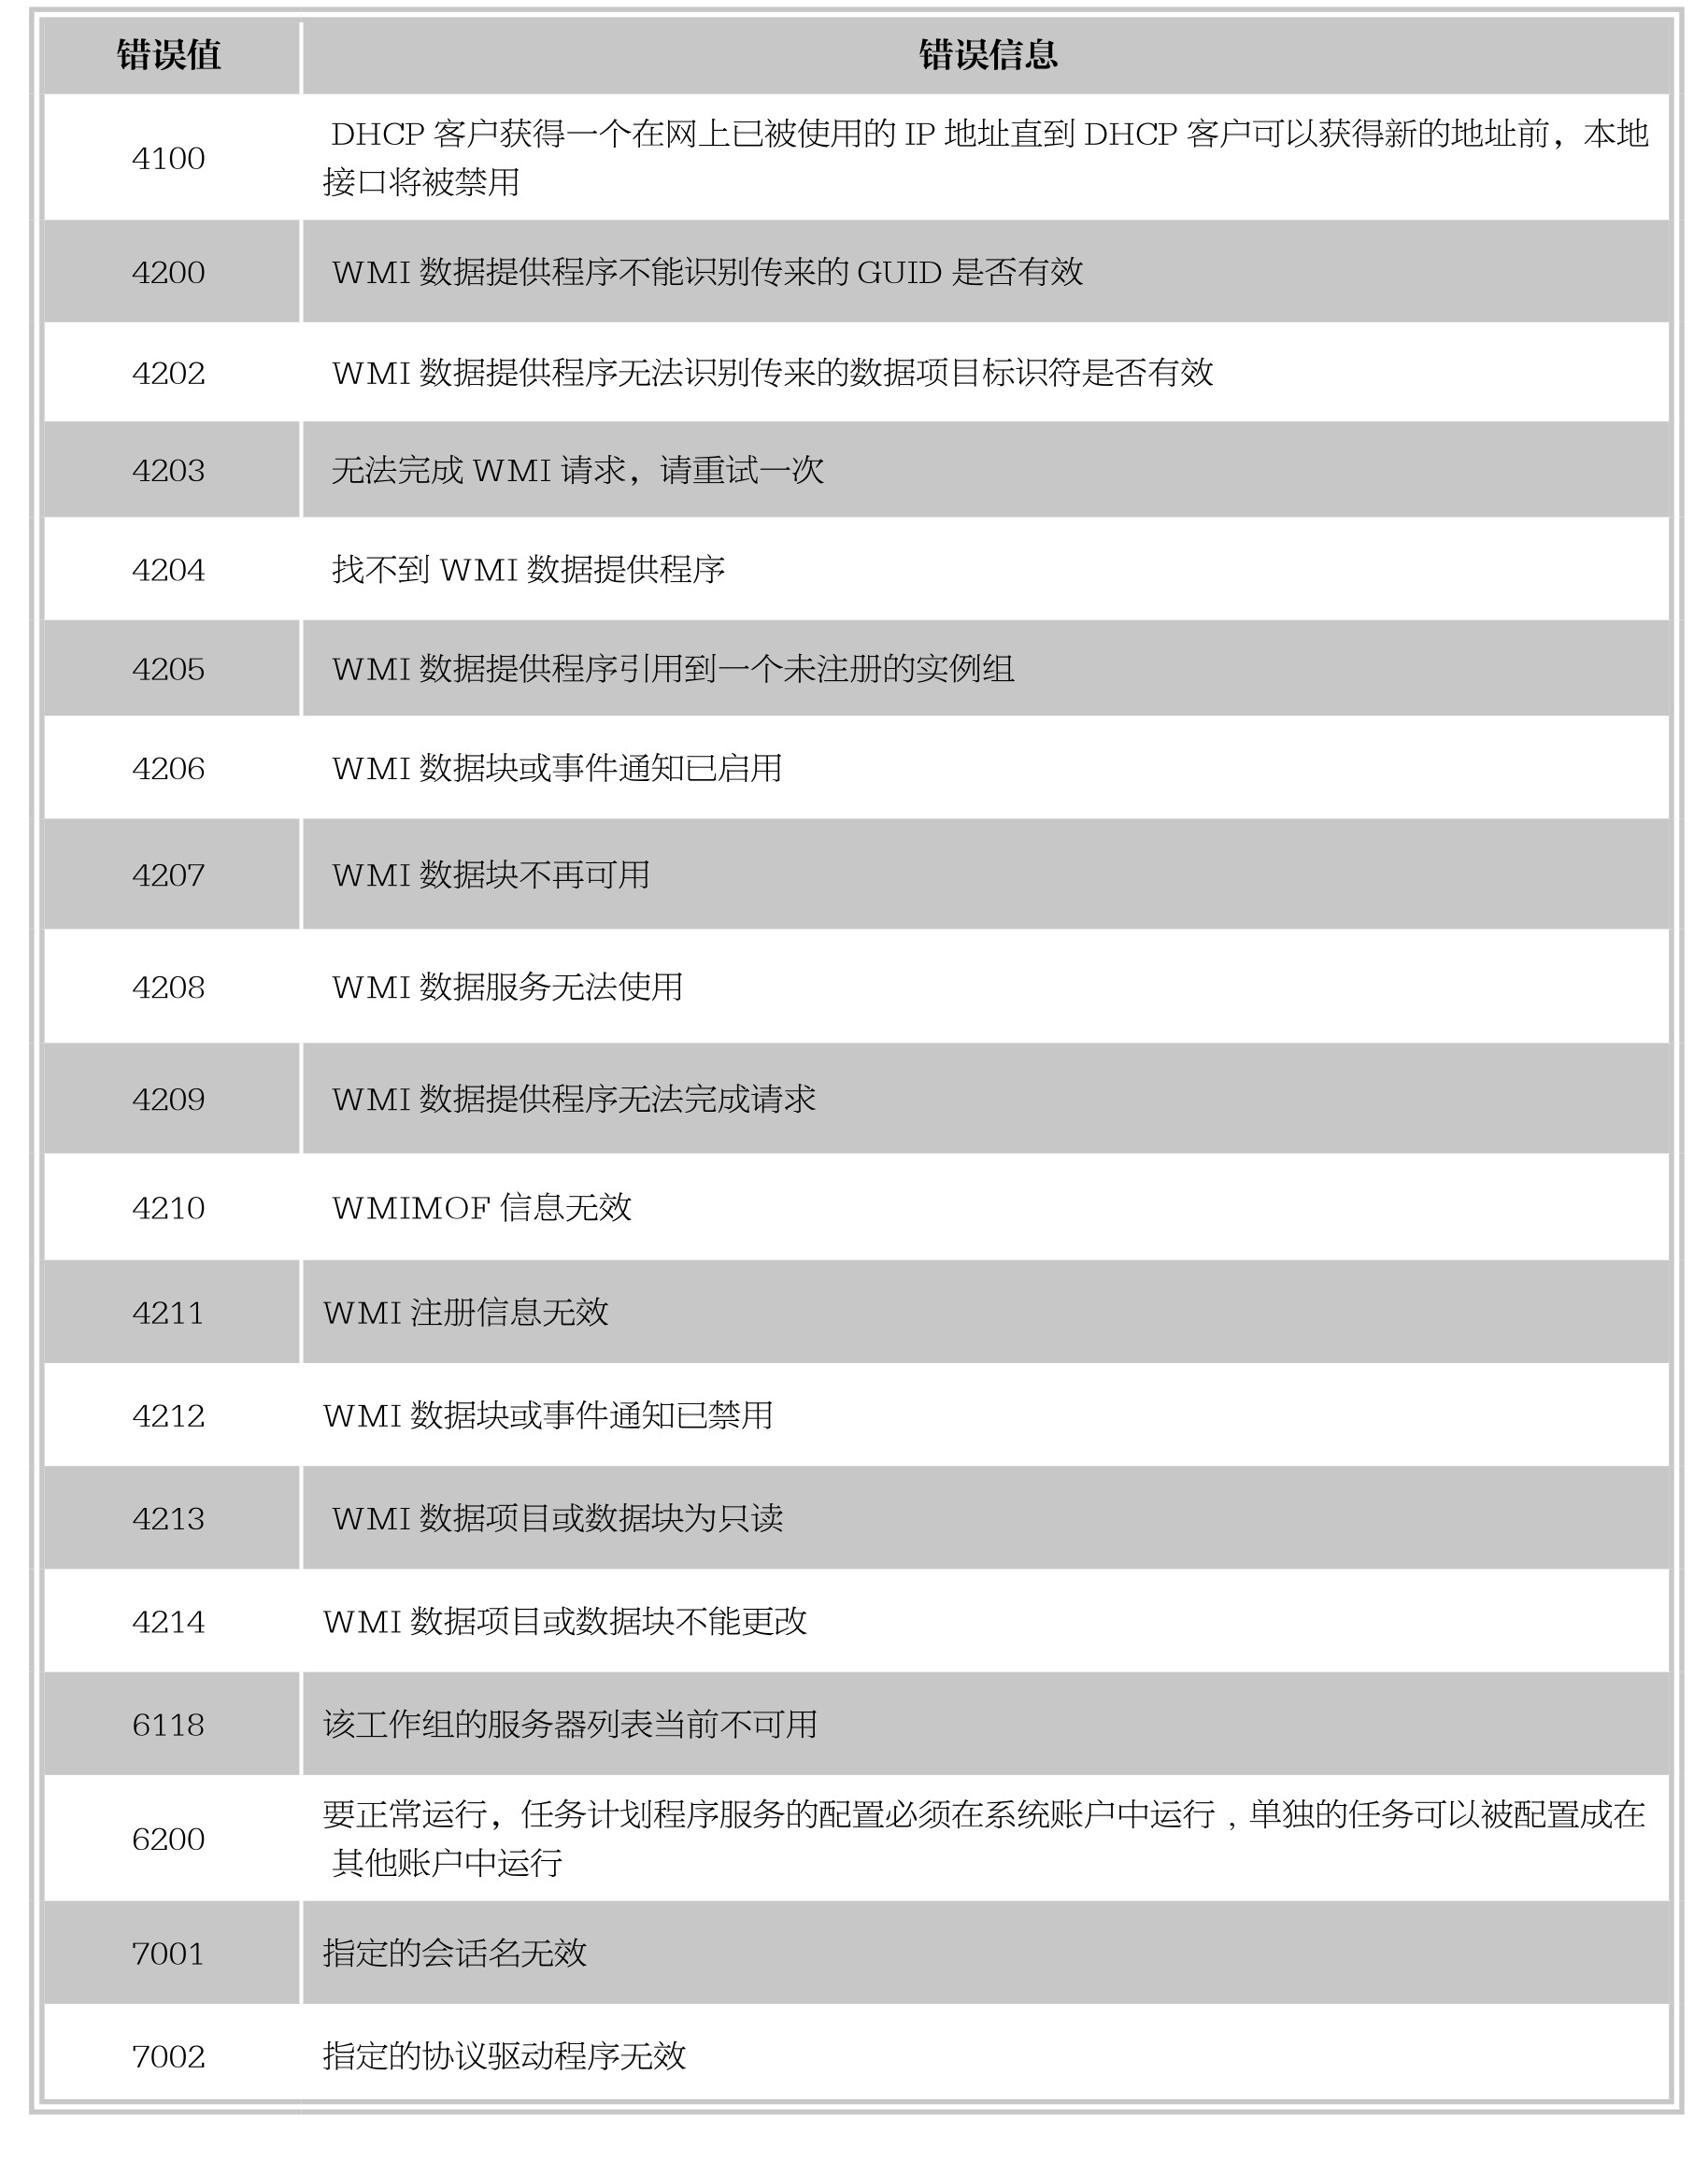 错误值 错误信息
4100 DHCP 客户获得一个在网上已被使用的 IP 地址直到 DHCP 客户可以获得新的地址前，本地
接口将被禁用
4200 WMI 数据提供程序不能识别传来的 GUID 是否有效
4202 WMI 数据提供程序无法识别传来的数据项目标识符是否有效
4203 无法完成 WMI 请求，请重试一次
4204 找不到 WMI 数据提供程序
4205 WMI 数据提供程序引用到一个未注册的实例组
4206 WMI 数据块或事件通知已启用
4207 WMI 数据块不再可用
4208 WMI 数据服务无法使用
4209 WMI 数据提供程序无法完成请求
4210 WMIMOF 信息无效
4211 WMI 注册信息无效
4212 WMI 数据块或事件通知已禁用
4213 WMI 数据项目或数据块为只读
4214 WMI 数据项目或数据块不能更改
6118 该工作组的服务器列表当前不可用
6200 要正常运行，任务计划程序服务的配置必须在系统账户中运行，单独的任务可以被配置成在
其他账户中运行
7001 指定的会话名无效
7002 指定的协议驱动程序无效